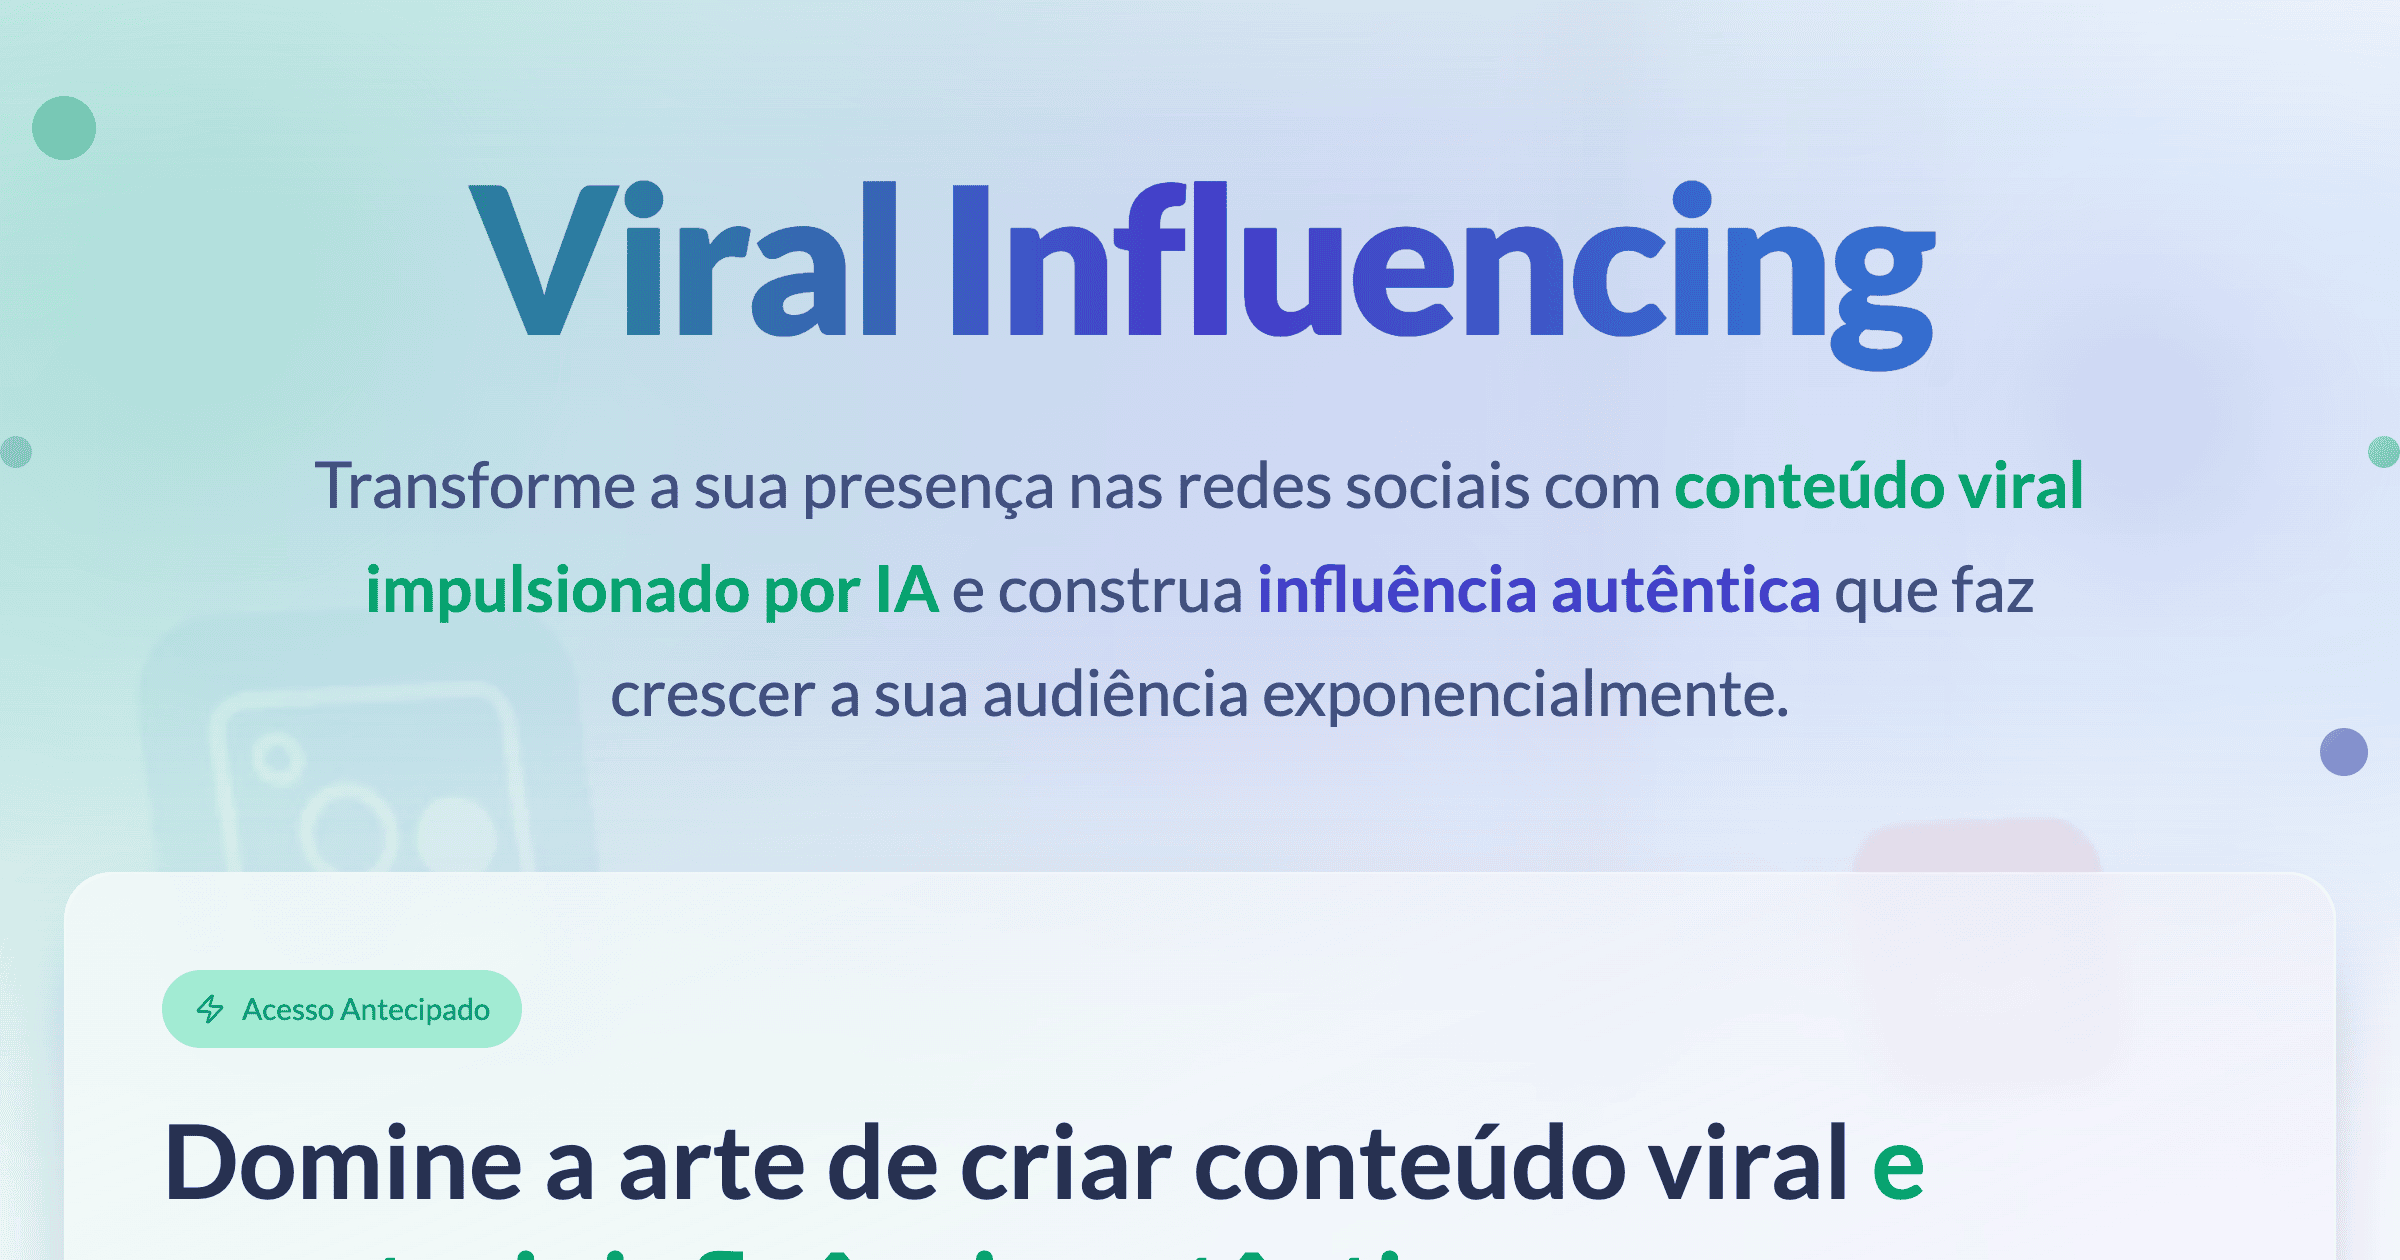 Viral Influencing
Transforme a sua presença nas redes sociais com conteúdo viral
impulsionado por IA e construa influência autêntica que faz
crescer a sua audiência exponencialmente.
Acesso Antecipado
Domine a arte de criar conteúdo viral e